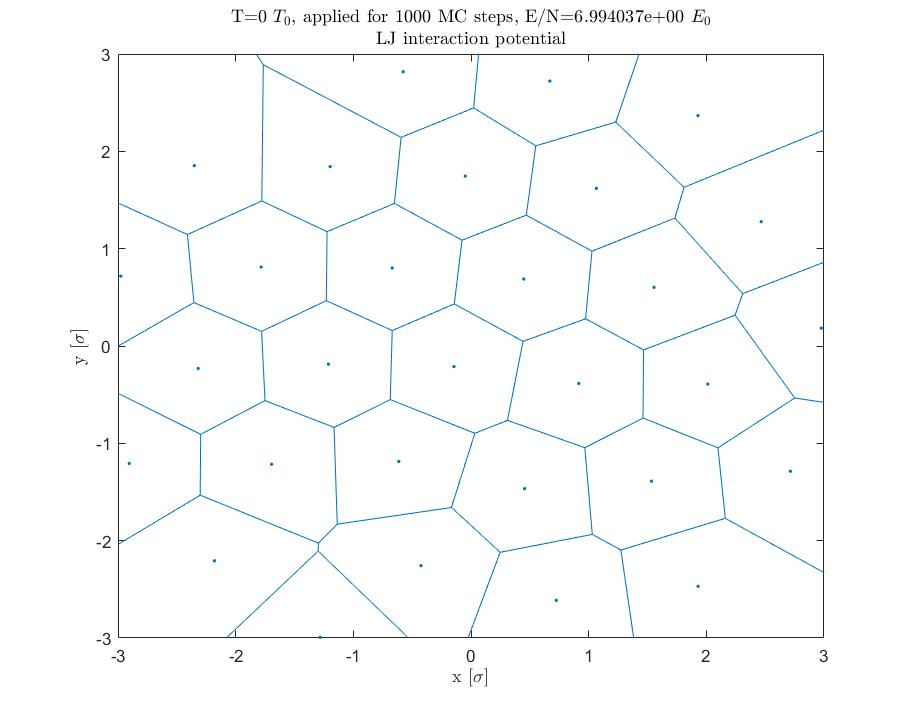 T=0 T₀, applied for 1000 MC steps, E/N=6.994037e+00 E₀
LJ interaction potential
3
2
1
0
-1
-2
-3
y [σ]
-3 -2 -1 0 1 2 3
x [σ]